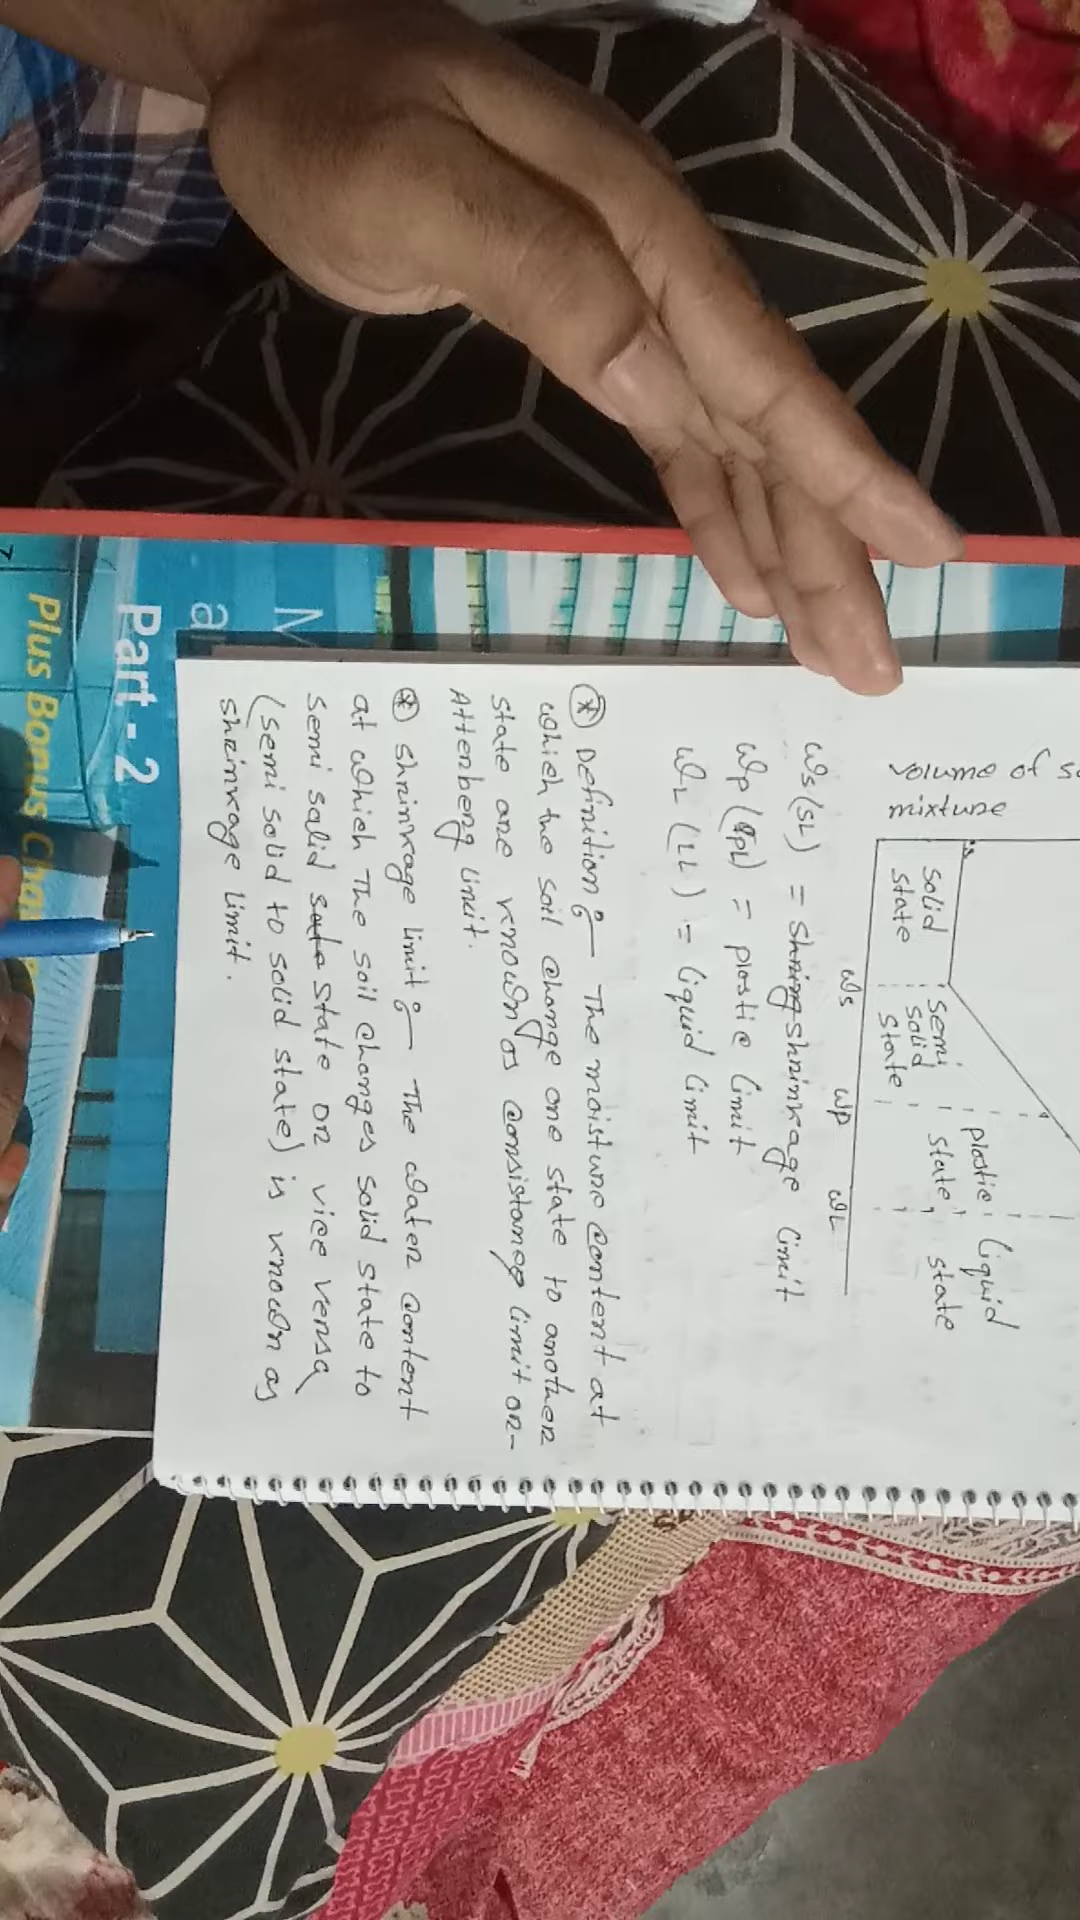 volume of
mixture
solid
state
semi
solid
state
plastic
state
liquid
state
ws
wp
wL
ws (SL) = shrinkage limit
wp (PL) = plastic limit
wL (LL) = liquid limit
Definition :- The moisture content at
which the soil change one state to another
state are known as consistancy limit or
Attenberg limit.
shrinkage limit :- The water content
at which The soil changes solid state to
semi solid state or vice versa
(semi solid to solid state) is known as
shrinkage limit.
M
a
Part - 2
Plus Bonus